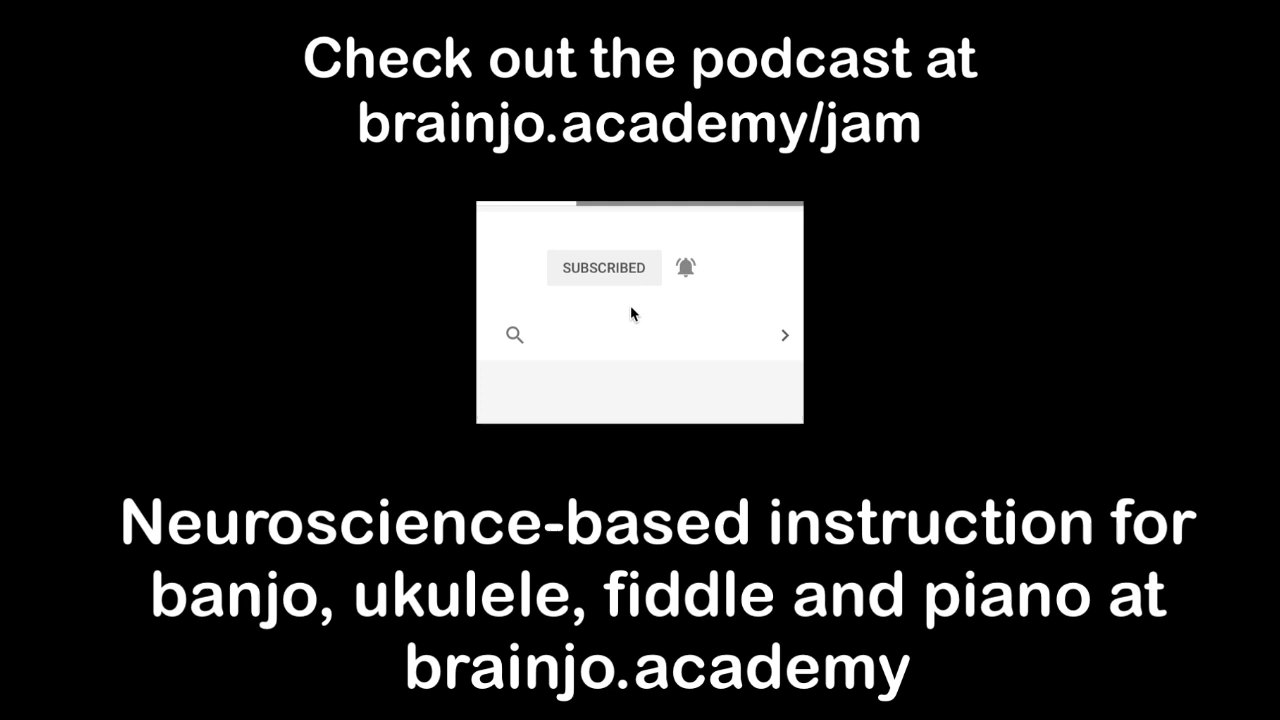 Check out the podcast at
brainjo.academy/jam
SUBSCRIBED
Neuroscience-based instruction for
banjo, ukulele, fiddle and piano at
brainjo.academy